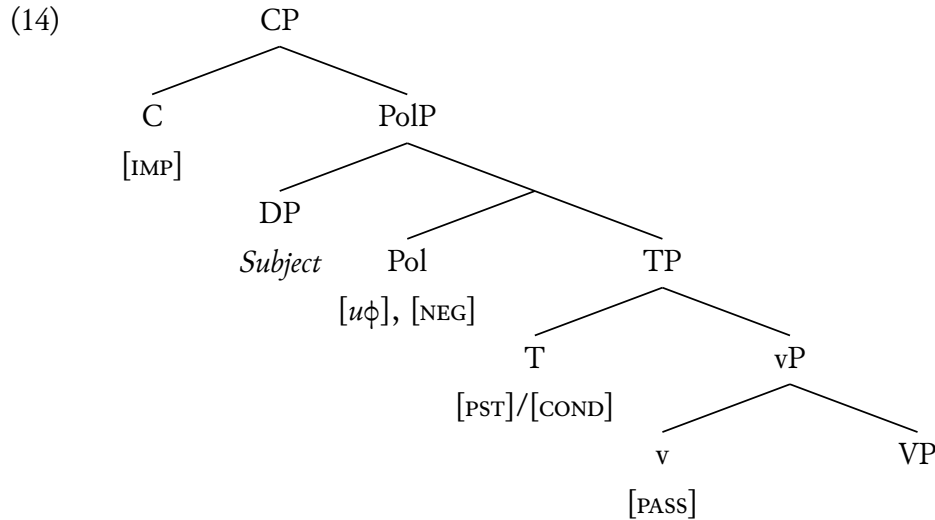 (14) CP
C PolP
[IMP]
DP
Subject Pol TP
[uϕ], [NEG]
T vP
[PST]/[COND]
v VP
[PASS]